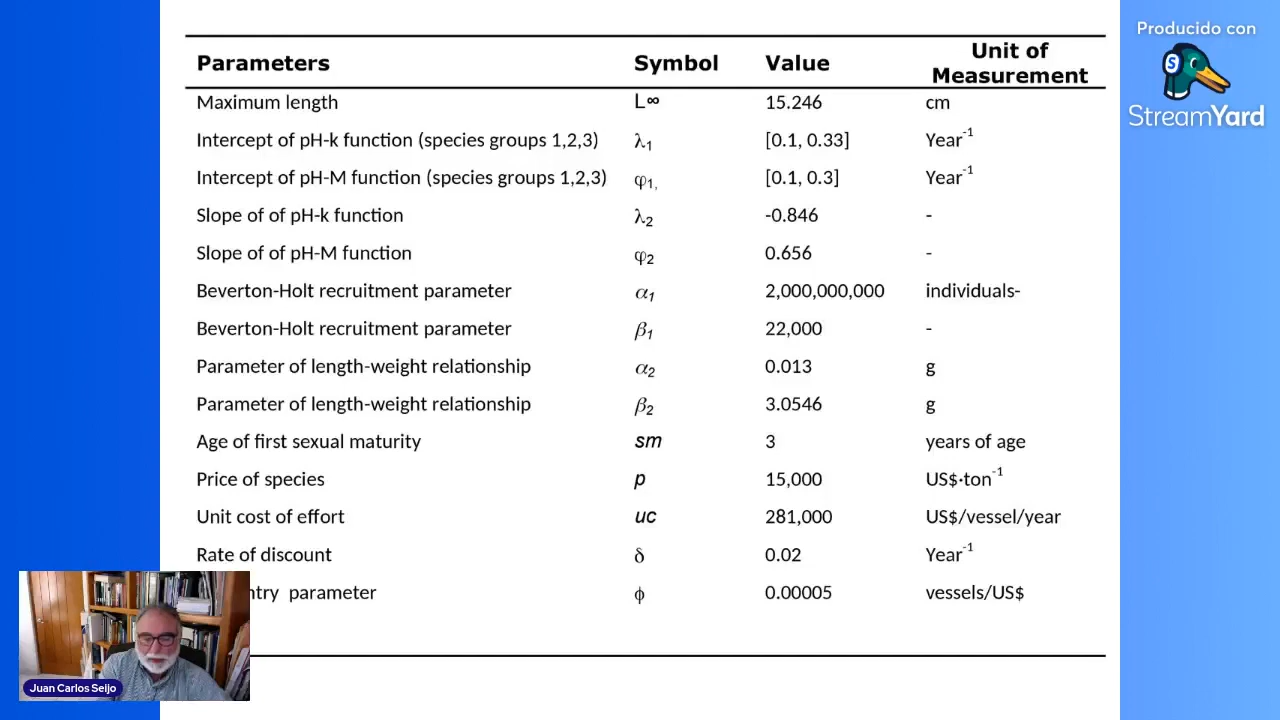 Producido con
StreamYard
Parameters Symbol Value Unit of Measurement
Maximum length L∞ 15.246 cm
Intercept of pH-k function (species groups 1,2,3) λ1 [0.1, 0.33] Year-1
Intercept of pH-M function (species groups 1,2,3) φ1, [0.1, 0.3] Year-1
Slope of of pH-k function λ2 -0.846 -
Slope of of pH-M function φ2 0.656 -
Beverton-Holt recruitment parameter α1 2,000,000,000 individuals-
Beverton-Holt recruitment parameter β1 22,000 -
Parameter of length-weight relationship α2 0.013 g
Parameter of length-weight relationship β2 3.0546 g
Age of first sexual maturity sm 3 years of age
Price of species p 15,000 US$·ton-1
Unit cost of effort uc 281,000 US$/vessel/year
Rate of discount δ 0.02 Year-1
parameter ϕ 0.00005 vessels/US$
Juan Carlos Seijo